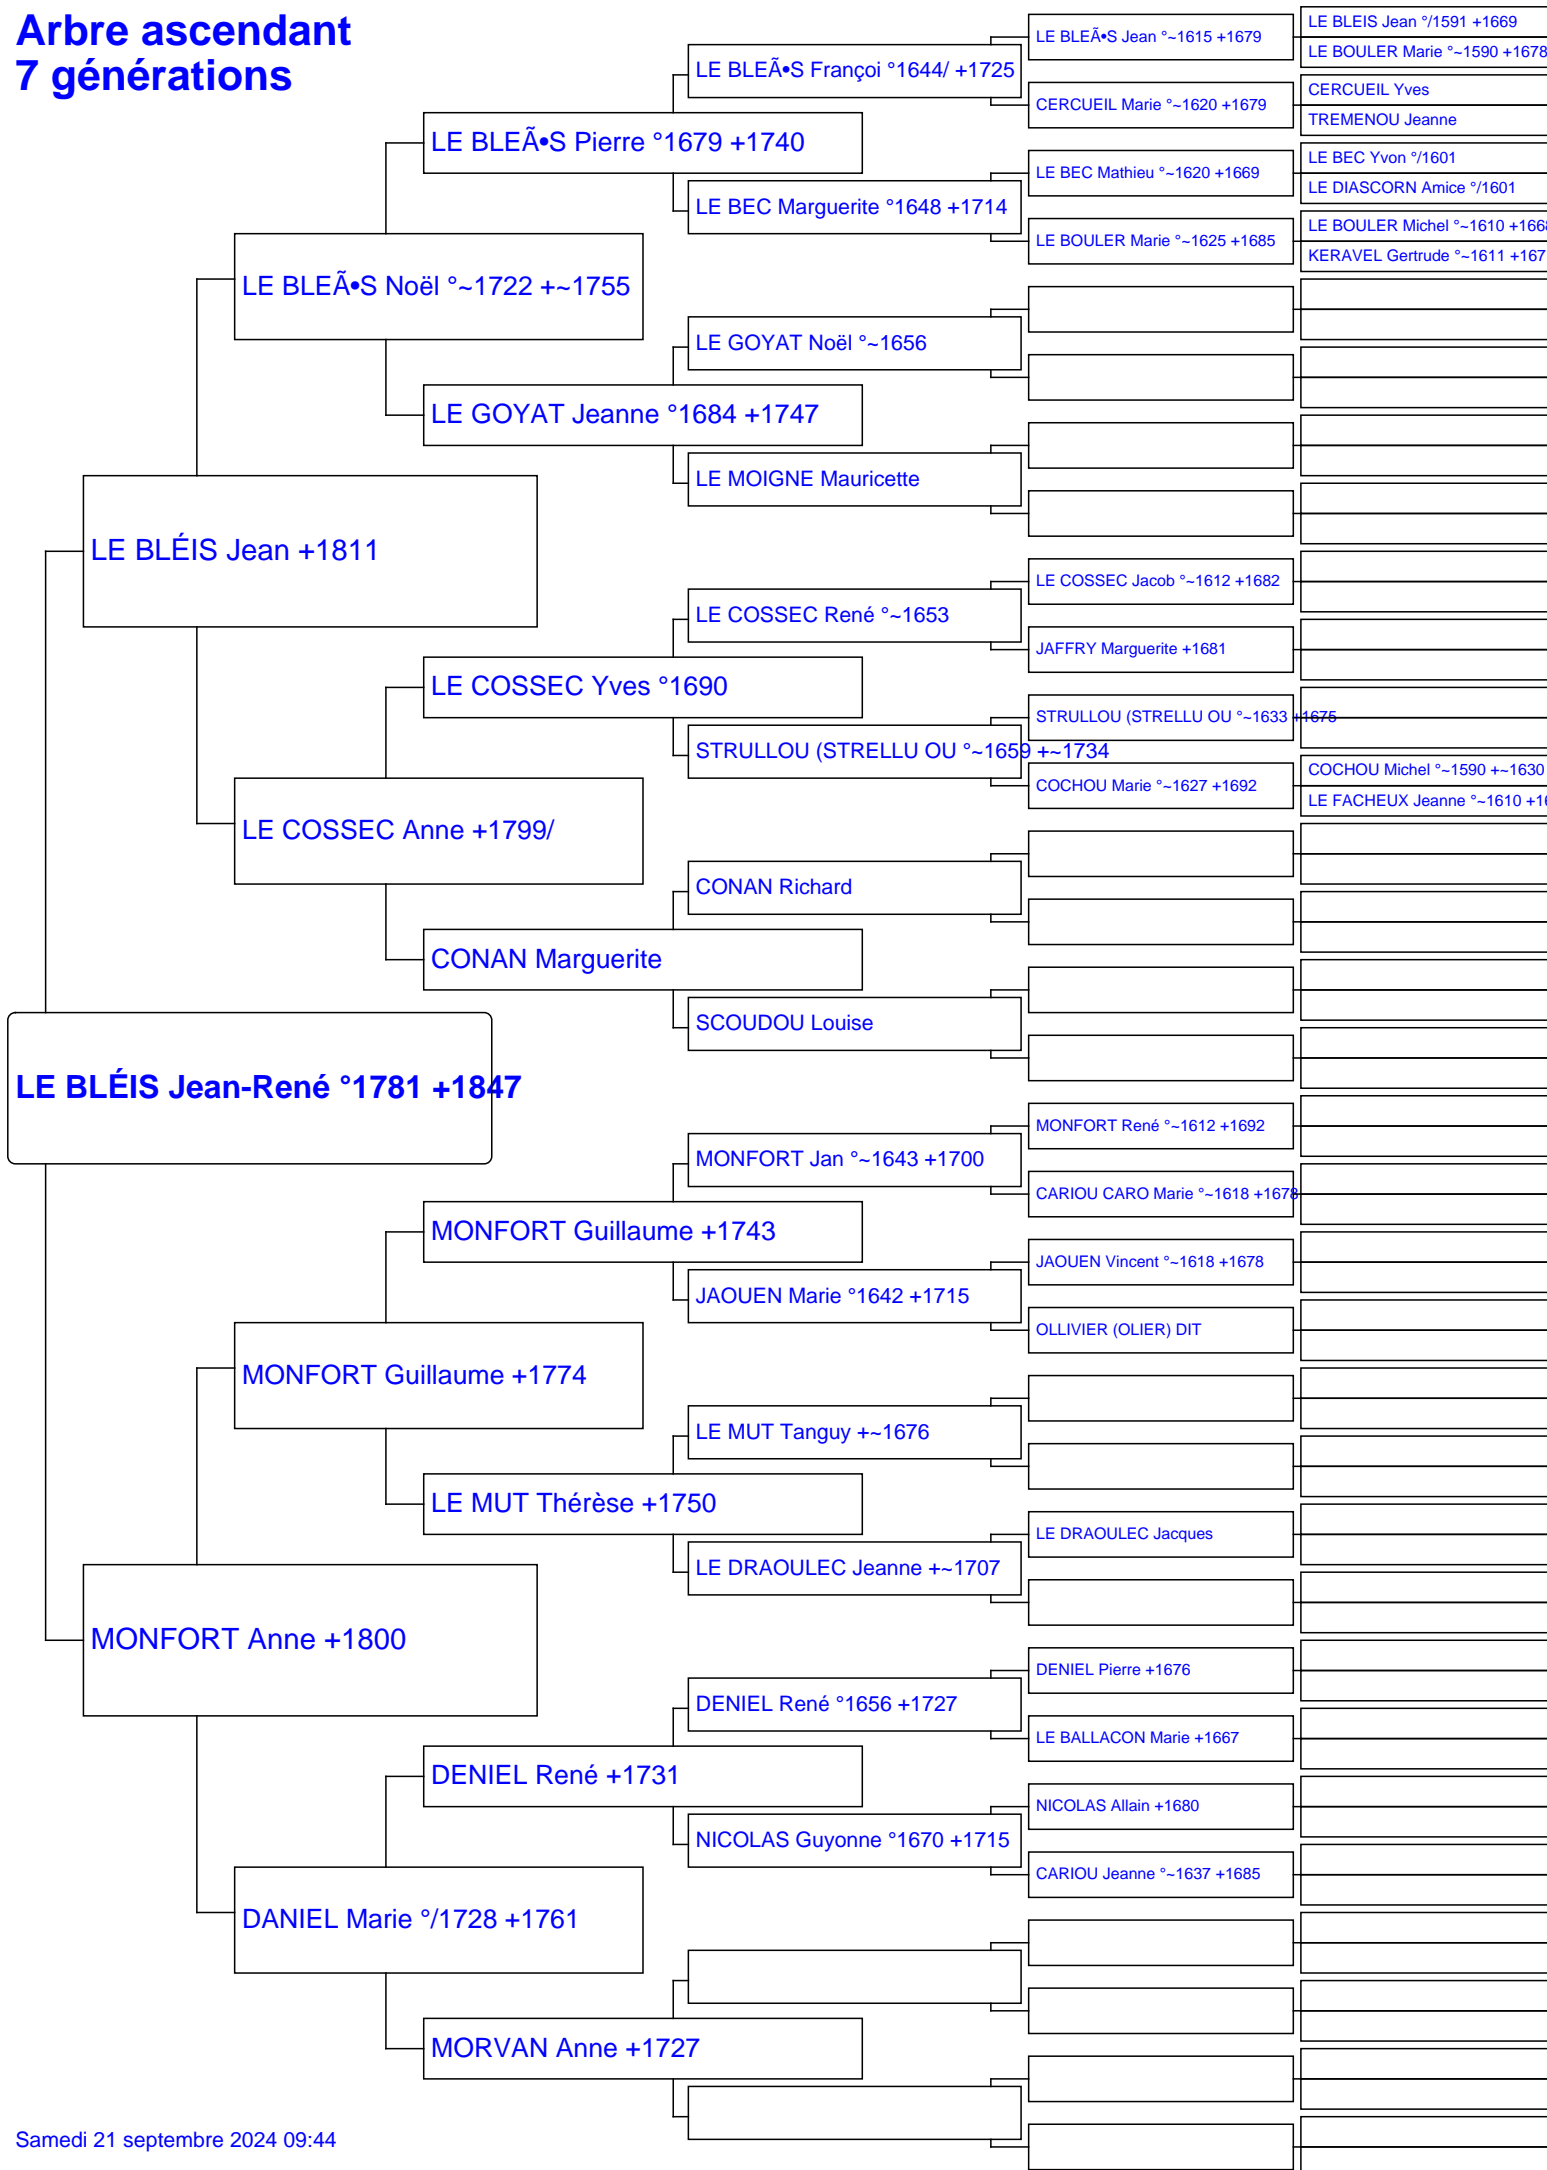 Arbre ascendant
7 générations
LE BLÉIS Jean-René °1781 +1847
LE BLÉIS Jean +1811
MONFORT Anne +1800
LE BLEÃ•S Noël °~1722 +~1755
LE COSSEC Anne +1799/
MONFORT Guillaume +1774
DANIEL Marie °/1728 +1761
LE BLEÃ•S Pierre °1679 +1740
LE GOYAT Jeanne °1684 +1747
LE COSSEC Yves °1690
CONAN Marguerite
MONFORT Guillaume +1743
LE MUT Thérèse +1750
DENIEL René +1731
MORVAN Anne +1727
LE BLEÃ•S Françoi °1644/ +1725
LE BEC Marguerite °1648 +1714
LE GOYAT Noël °~1656
LE MOIGNE Mauricette
LE COSSEC René °~1653
STRULLOU (STRELLU OU °~1659 +~1734
CONAN Richard
SCOUDOU Louise
MONFORT Jan °~1643 +1700
JAOUEN Marie °1642 +1715
LE MUT Tanguy +~1676
LE DRAOULEC Jeanne +~1707
DENIEL René °1656 +1727
NICOLAS Guyonne °1670 +1715
LE BLEÃ•S Jean °~1615 +1679
CERCUEIL Marie °~1620 +1679
LE BEC Mathieu °~1620 +1669
LE BOULER Marie °~1625 +1685
LE COSSEC Jacob °~1612 +1682
JAFFRY Marguerite +1681
STRULLOU (STRELLU OU °~1633 +1675
COCHOU Marie °~1627 +1692
MONFORT René °~1612 +1692
CARIOU CARO Marie °~1618 +1678
JAOUEN Vincent °~1618 +1678
OLLIVIER (OLIER) DIT
LE DRAOULEC Jacques
DENIEL Pierre +1676
LE BALLACON Marie +1667
NICOLAS Allain +1680
CARIOU Jeanne °~1637 +1685
LE BLEIS Jean °/1591 +1669
LE BOULER Marie °~1590 +1678
CERCUEIL Yves
TREMENOU Jeanne
LE BEC Yvon °/1601
LE DIASCORN Amice °/1601
LE BOULER Michel °~1610 +166
KERAVEL Gertrude °~1611 +167
COCHOU Michel °~1590 +~1630
LE FACHEUX Jeanne °~1610 +1
Samedi 21 septembre 2024 09:44